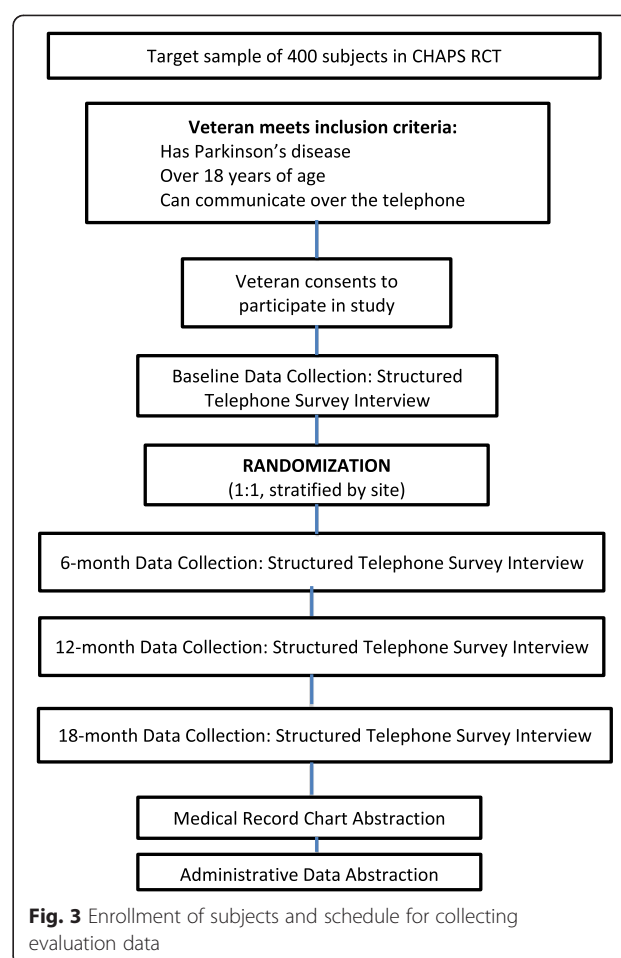 Target sample of 400 subjects in CHAPS RCT
Veteran meets inclusion criteria:
Has Parkinson's disease
Over 18 years of age
Can communicate over the telephone
Veteran consents to
participate in study
Baseline Data Collection: Structured
Telephone Survey Interview
RANDOMIZATION
(1:1, stratified by site)
6-month Data Collection: Structured Telephone Survey Interview
12-month Data Collection: Structured Telephone Survey Interview
18-month Data Collection: Structured Telephone Survey Interview
Medical Record Chart Abstraction
Administrative Data Abstraction
Fig. 3 Enrollment of subjects and schedule for collecting
evaluation data